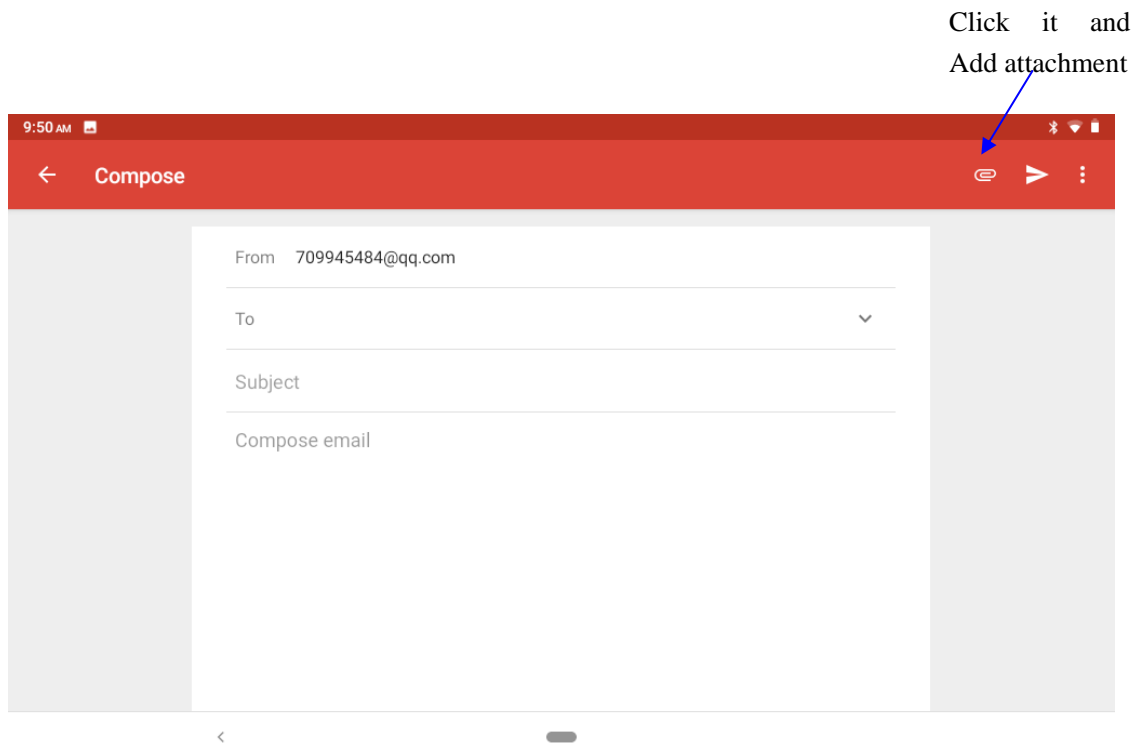 Click it and
Add attachment
9:50 AM
Compose
From 709945484@qq.com
To
Subject
Compose email